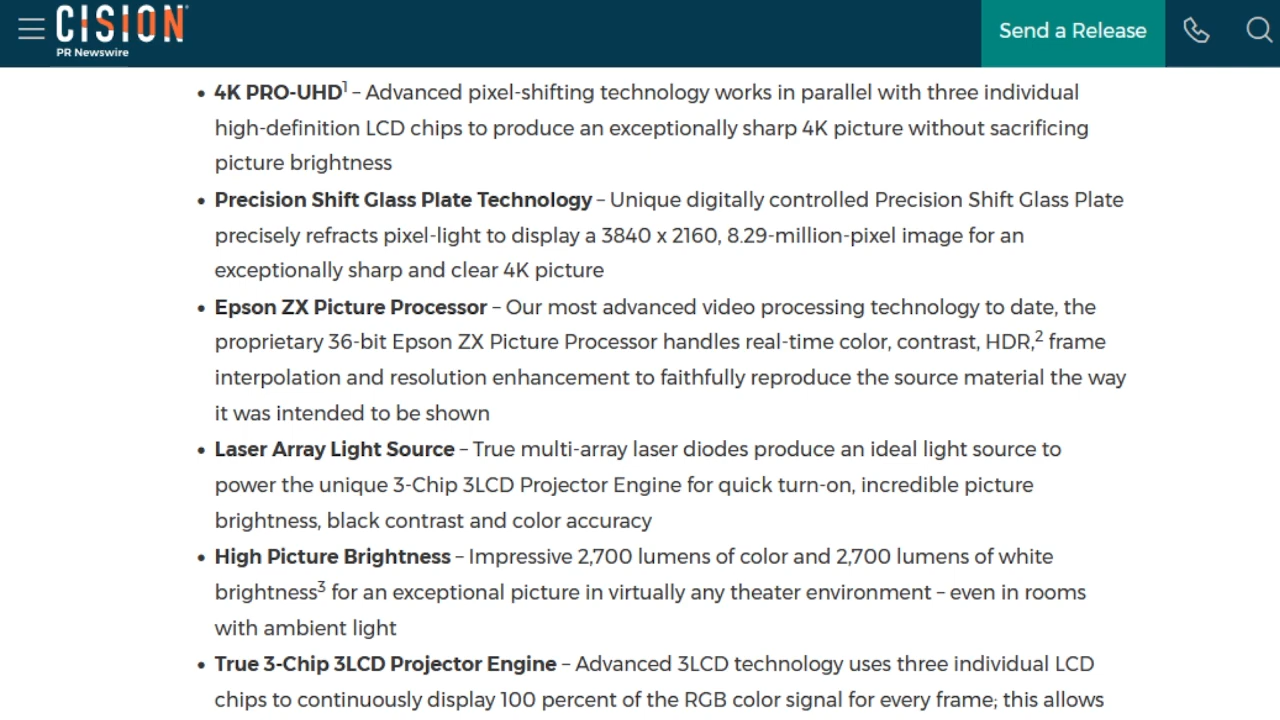 CISION
PR Newswire
Send a Release
• 4K PRO-UHD¹ – Advanced pixel-shifting technology works in parallel with three individual
high-definition LCD chips to produce an exceptionally sharp 4K picture without sacrificing
picture brightness
• Precision Shift Glass Plate Technology – Unique digitally controlled Precision Shift Glass Plate
precisely refracts pixel-light to display a 3840 x 2160, 8.29-million-pixel image for an
exceptionally sharp and clear 4K picture
• Epson ZX Picture Processor – Our most advanced video processing technology to date, the
proprietary 36-bit Epson ZX Picture Processor handles real-time color, contrast, HDR,² frame
interpolation and resolution enhancement to faithfully reproduce the source material the way
it was intended to be shown
• Laser Array Light Source – True multi-array laser diodes produce an ideal light source to
power the unique 3-Chip 3LCD Projector Engine for quick turn-on, incredible picture
brightness, black contrast and color accuracy
• High Picture Brightness – Impressive 2,700 lumens of color and 2,700 lumens of white
brightness³ for an exceptional picture in virtually any theater environment – even in rooms
with ambient light
• True 3-Chip 3LCD Projector Engine – Advanced 3LCD technology uses three individual LCD
chips to continuously display 100 percent of the RGB color signal for every frame; this allows